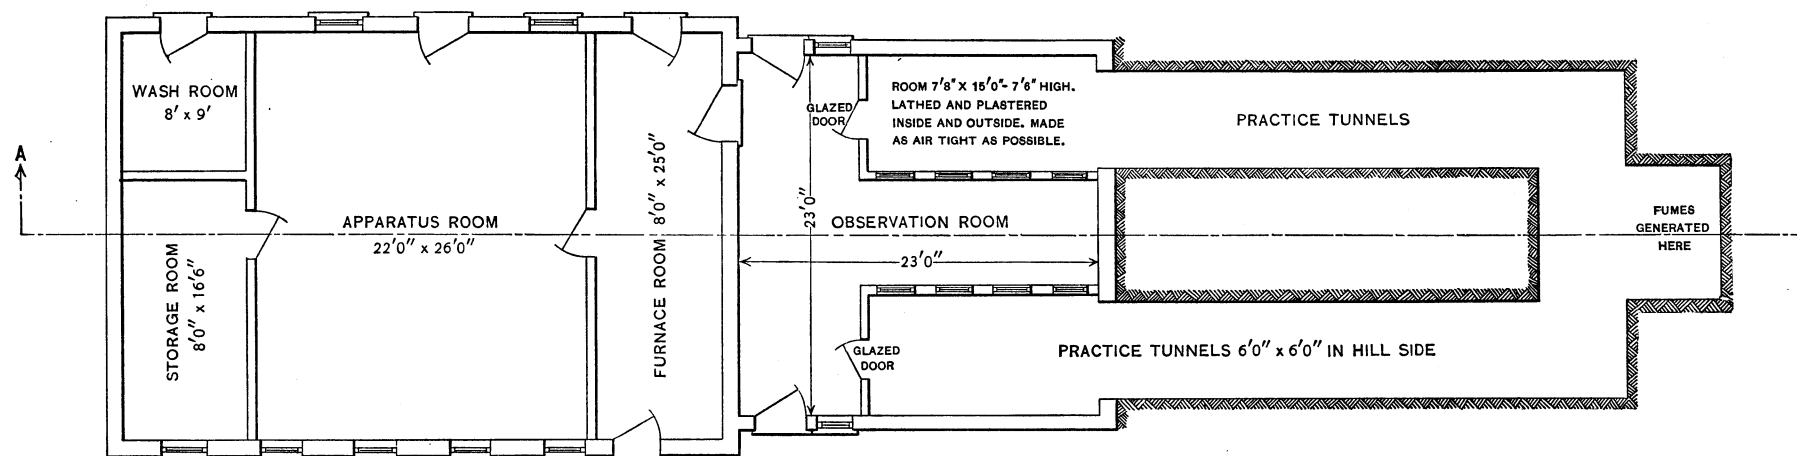 WASH ROOM
8' x 9'
A
STORAGE ROOM
8'0" x 16'6"
APPARATUS ROOM
22'0" x 26'0"
FURNACE ROOM 8'0" x 25'0"
23'0"
GLAZED
DOOR
ROOM 7'8" X 15'0"- 7'6" HIGH.
LATHED AND PLASTERED
INSIDE AND OUTSIDE. MADE
AS AIR TIGHT AS POSSIBLE.
OBSERVATION ROOM
23'0"
GLAZED
DOOR
PRACTICE TUNNELS
PRACTICE TUNNELS 6'0" x 6'0" IN HILL SIDE
FUMES
GENERATED
HERE